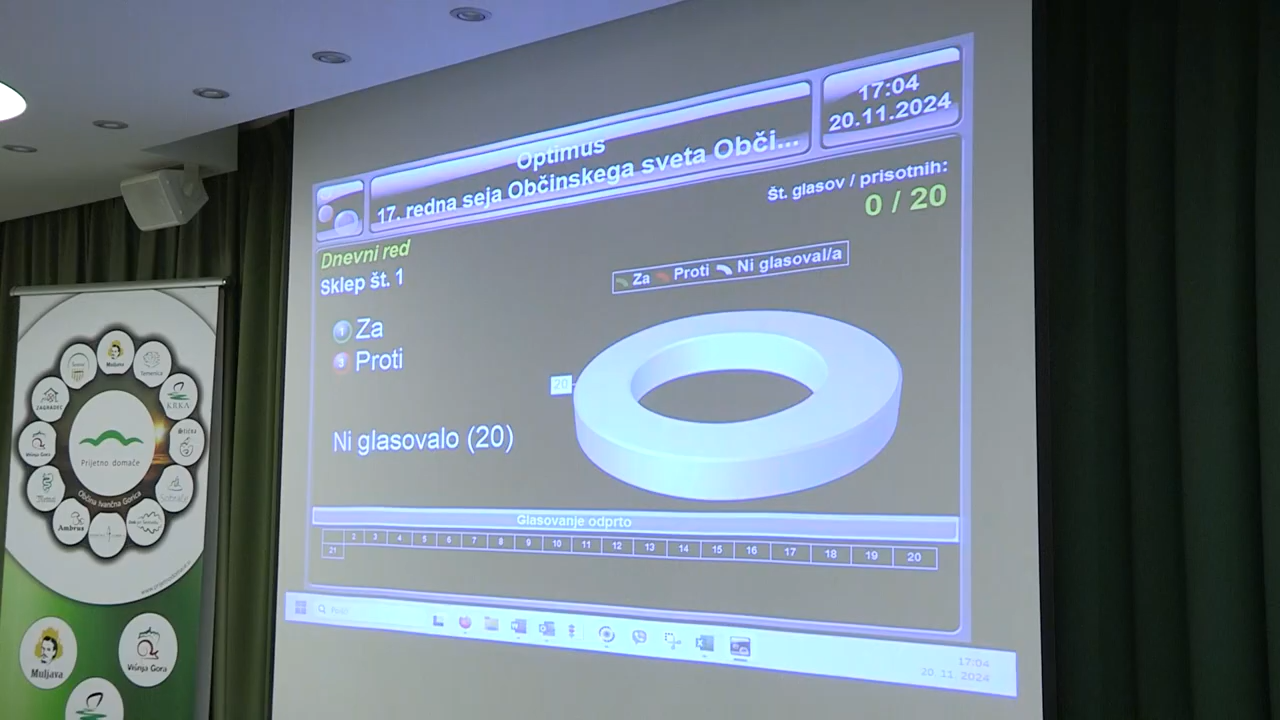 Optimus
17. redna seja Občinskega sveta Obči...
17:04
20.11.2024
Št. glasov / prisotnih:
0 / 20
Dnevni red
Sklep št. 1
Za Proti Ni glasoval/a
1 Za
3 Proti
20
Ni glasovalo (20)
Glasovanje odprto
2 3 4 5 6 7 8 9 10 11 12 13 14 15 16 17 18 19 20
21
17:04
20. 11. 2024
Muljava
ZAGRADEC
KRKA
Višnja Gora
Stična
Prijetno domače
Občina Ivančna Gorica
Ambrus
Muljava
Višnja Gora